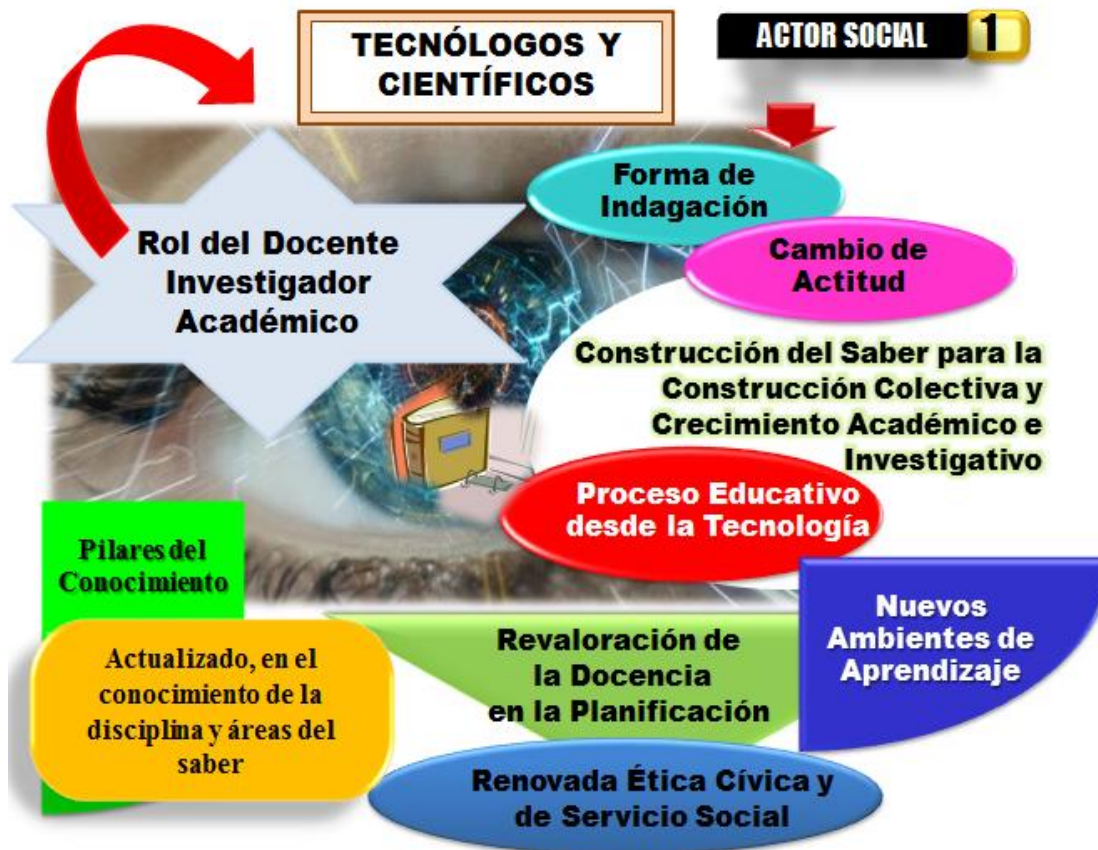 TECNÓLOGOS Y
CIENTÍFICOS
ACTOR SOCIAL 1
Forma de
Indagación
Rol del Docente
Investigador
Académico
Cambio de
Actitud
Construcción del Saber para la
Construcción Colectiva y
Crecimiento Académico e
Investigativo
Proceso Educativo
desde la Tecnología
Pilares del
Conocimiento
Nuevos
Ambientes de
Aprendizaje
Revaloración de
la Docencia
en la Planificación
Actualizado, en el
conocimiento de la
disciplina y áreas del
saber
Renovada Ética Cívica y
de Servicio Social